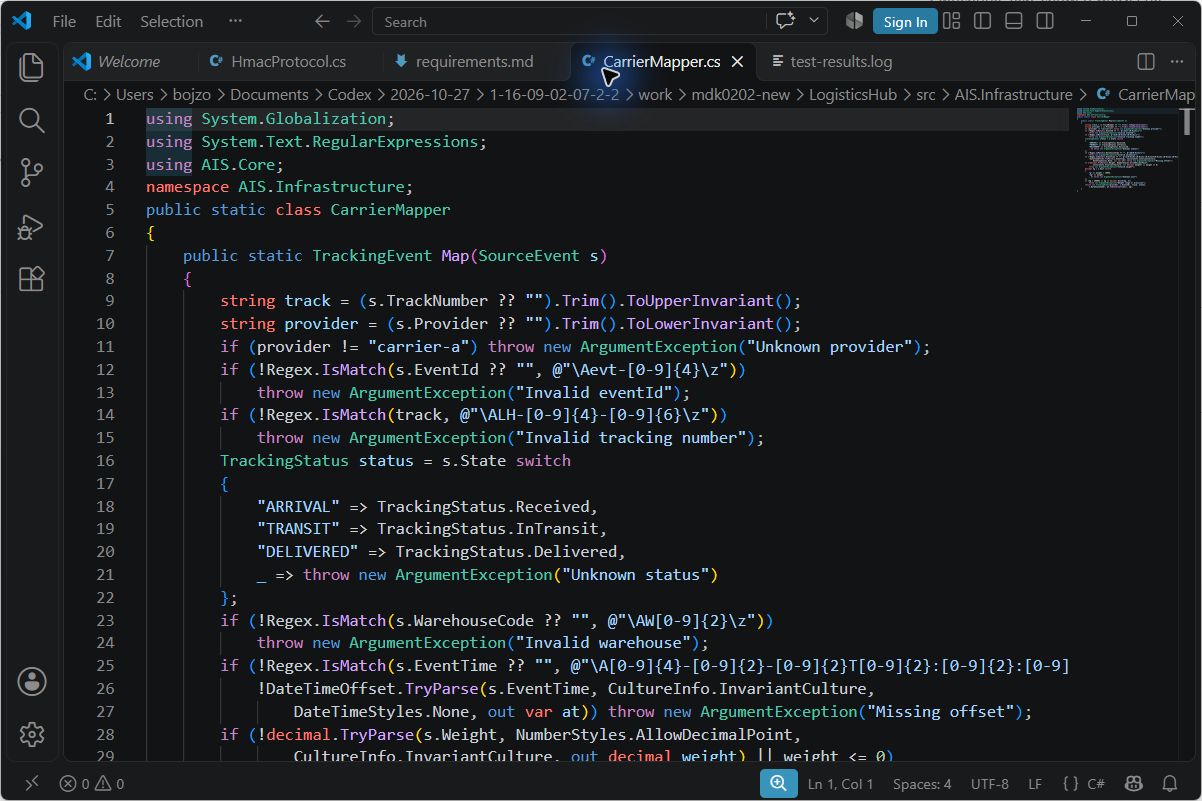 File Edit Selection ··· Search Sign In
Welcome HmacProtocol.cs requirements.md CarrierMapper.cs test-results.log
C: > Users > bojzo > Documents > Codex > 2026-10-27 > 1-16-09-02-07-2-2 > work > mdk0202-new > LogisticsHub > src > AIS.Infrastructure > CarrierMap
1 using System.Globalization;
2 using System.Text.RegularExpressions;
3 using AIS.Core;
4 namespace AIS.Infrastructure;
5 public static class CarrierMapper
6 {
7 public static TrackingEvent Map(SourceEvent s)
8 {
9 string track = (s.TrackNumber ?? "").Trim().ToUpperInvariant();
10 string provider = (s.Provider ?? "").Trim().ToLowerInvariant();
11 if (provider != "carrier-a") throw new ArgumentException("Unknown provider");
12 if (!Regex.IsMatch(s.EventId ?? "", @"\Aevt-[0-9]{4}\z"))
13 throw new ArgumentException("Invalid eventId");
14 if (!Regex.IsMatch(track, @"\ALH-[0-9]{4}-[0-9]{6}\z"))
15 throw new ArgumentException("Invalid tracking number");
16 TrackingStatus status = s.State switch
17 {
18 "ARRIVAL" => TrackingStatus.Received,
19 "TRANSIT" => TrackingStatus.InTransit,
20 "DELIVERED" => TrackingStatus.Delivered,
21 _ => throw new ArgumentException("Unknown status")
22 };
23 if (!Regex.IsMatch(s.WarehouseCode ?? "", @"\AW[0-9]{2}\z"))
24 throw new ArgumentException("Invalid warehouse");
25 if (!Regex.IsMatch(s.EventTime ?? "", @"\A[0-9]{4}-[0-9]{2}-[0-9]{2}T[0-9]{2}:[0-9]{2}:[0-9]
26 !DateTimeOffset.TryParse(s.EventTime, CultureInfo.InvariantCulture,
27 DateTimeStyles.None, out var at)) throw new ArgumentException("Missing offset");
28 if (!decimal.TryParse(s.Weight, NumberStyles.AllowDecimalPoint,
29 CultureInfo.InvariantCulture, out decimal weight) || weight <= 0)
0 0 Ln 1, Col 1 Spaces: 4 UTF-8 LF { } C#